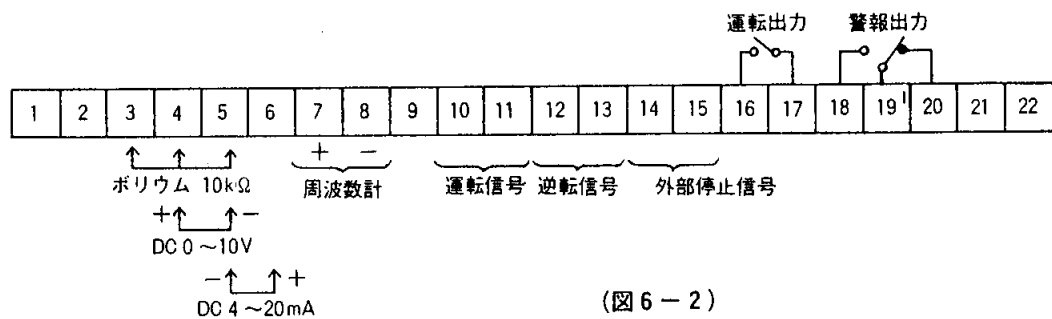 運転出力 警報出力
1 2 3 4 5 6 7 8 9 10 11 12 13 14 15 16 17 18 19 20 21 22
+ −
ボリウム 10kΩ 周波数計 運転信号 逆転信号 外部停止信号
+ −
DC 0 ～10V
− +
DC 4 ～20mA
(図6－2)